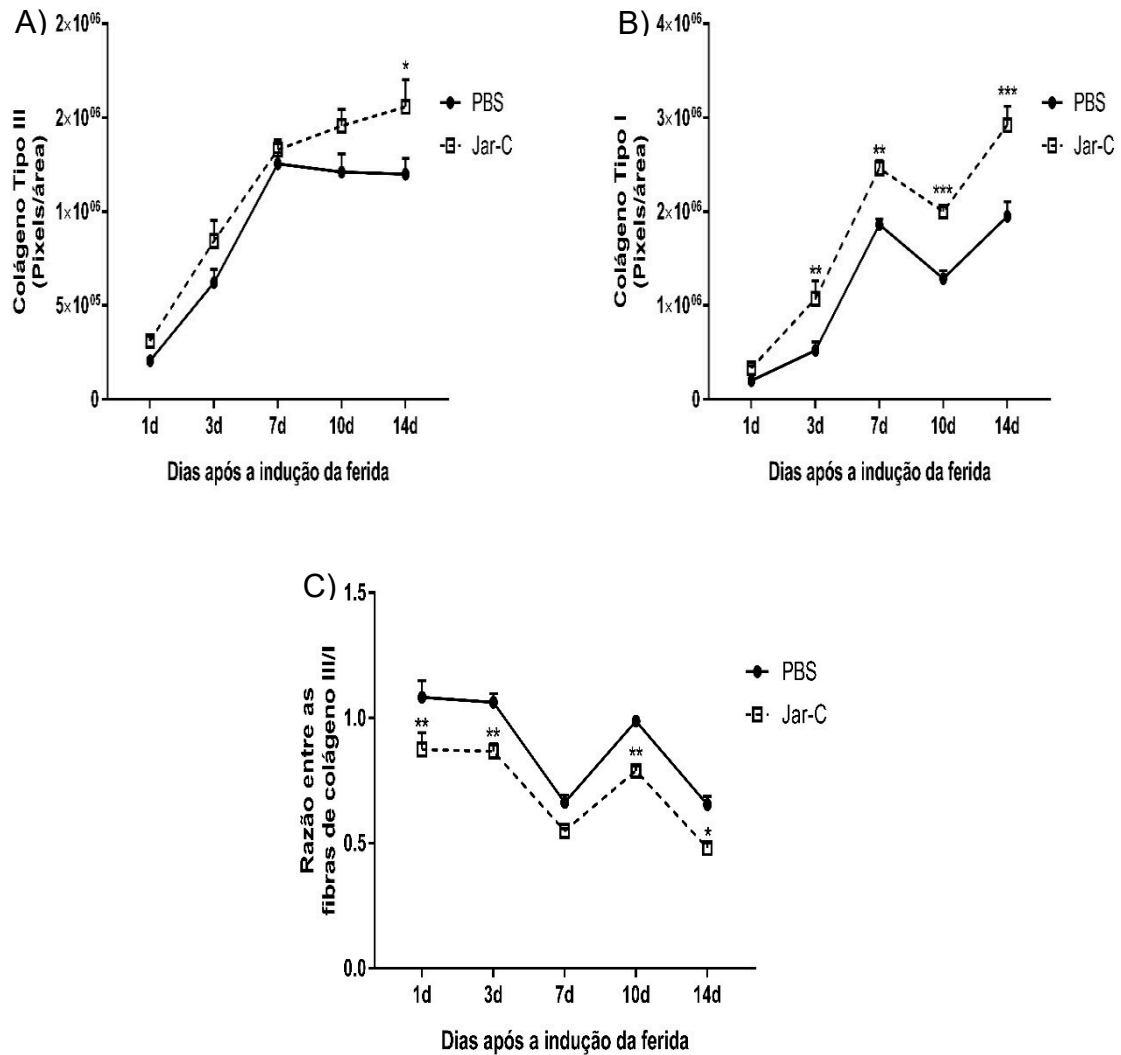 A)
Colágeno Tipo III
(Pixels/área)
2×10⁰⁶
2×10⁰⁶
1×10⁰⁶
5×10⁰⁵
0
*
PBS
Jar-C
1d 3d 7d 10d 14d
Dias após a indução da ferida
B)
Colágeno Tipo I
(Pixels/área)
4×10⁰⁶
3×10⁰⁶
2×10⁰⁶
1×10⁰⁶
0
**
**
***
***
PBS
Jar-C
1d 3d 7d 10d 14d
Dias após a indução da ferida
C)
Razão entre as
fibras de colágeno III/I
1.5
1.0
0.5
0.0
**
**
**
*
PBS
Jar-C
1d 3d 7d 10d 14d
Dias após a indução da ferida